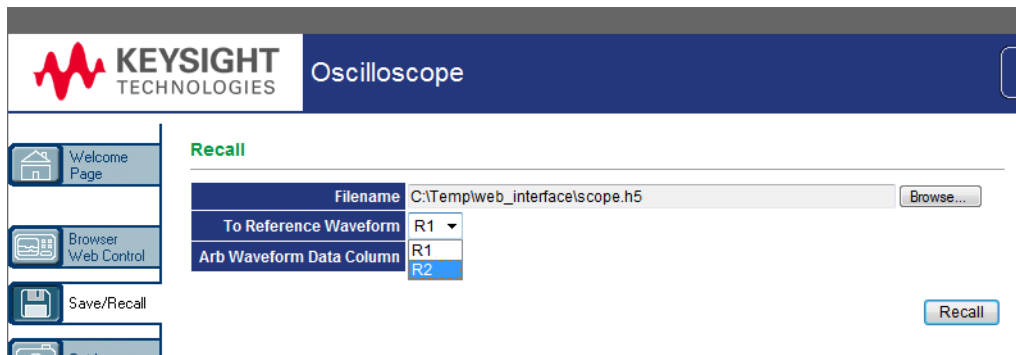 KEYSIGHT
TECHNOLOGIES
Oscilloscope
Welcome
Page
Browser
Web Control
Save/Recall
Recall
Filename C:\Temp\web_interface\scope.h5 Browse...
To Reference Waveform R1
R1
Arb Waveform Data Column
R2
Recall